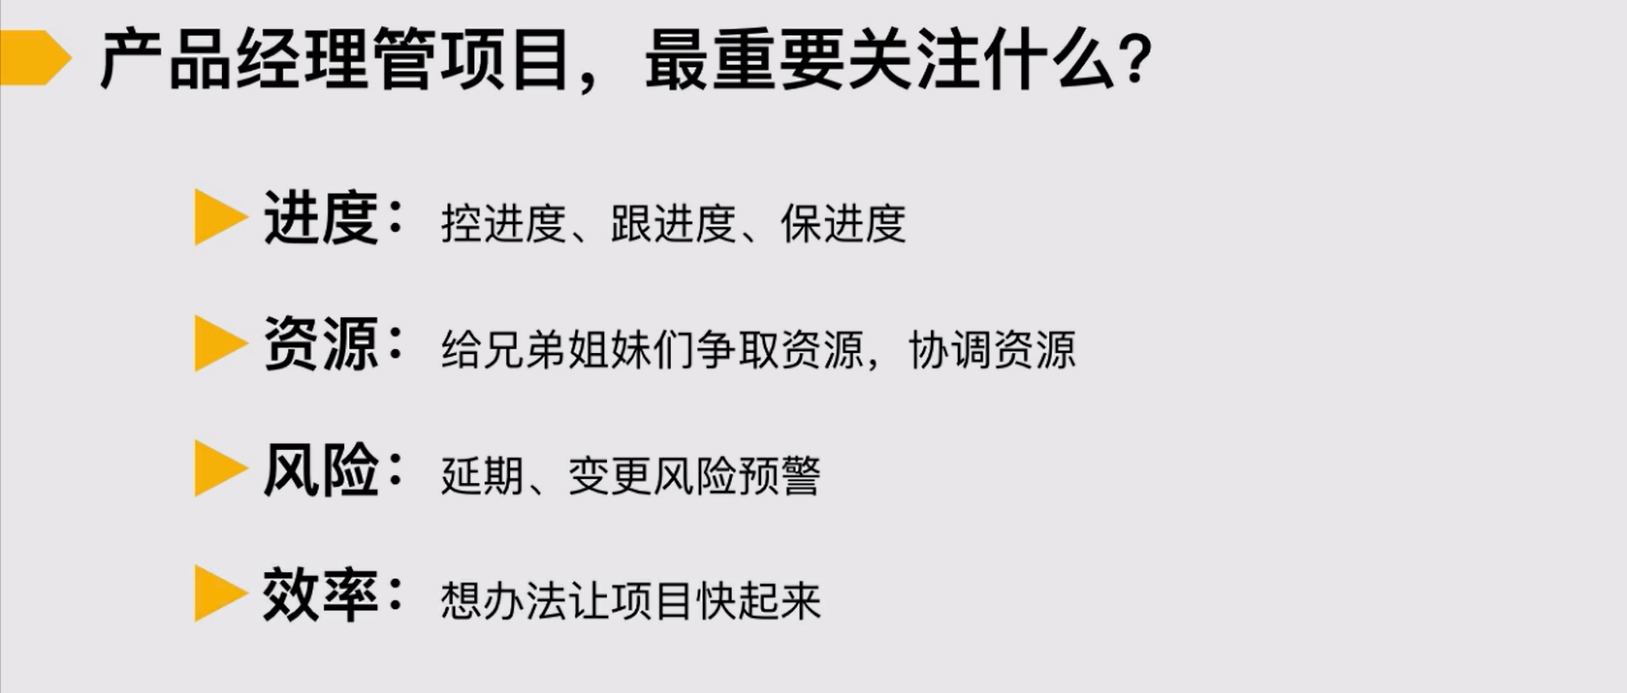 产品经理管项目，最重要关注什么？
进度：控进度、跟进度、保进度
资源：给兄弟姐妹们争取资源，协调资源
风险：延期、变更风险预警
效率：想办法让项目快起来